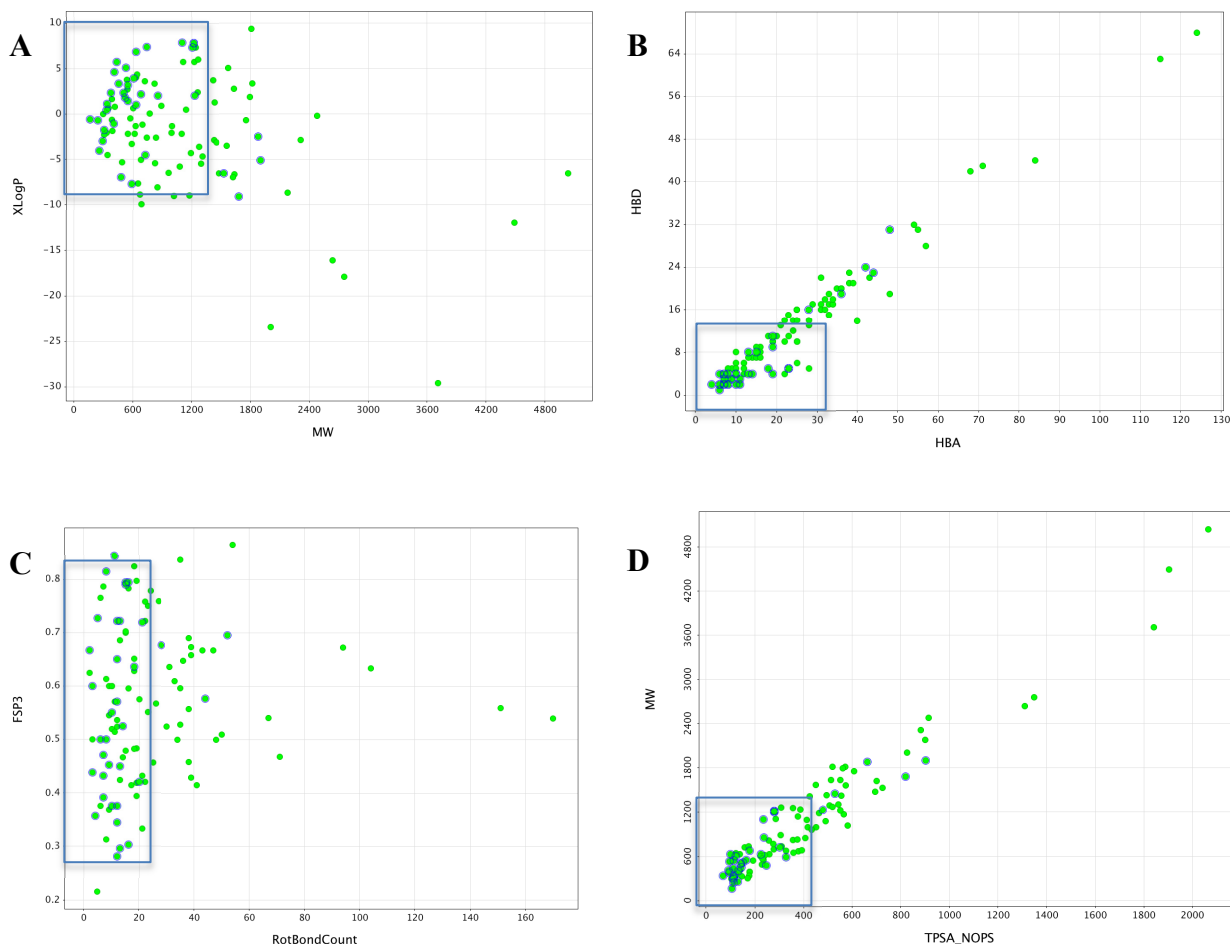 A
10
5
0
−5
−10
−15
−20
−25
−30
XLogP
0 600 1200 1800 2400 3000 3600 4200 4800
MW
B
64
56
48
40
32
24
16
8
0
HBD
0 10 20 30 40 50 60 70 80 90 100 110 120 130
HBA
C
0.8
0.7
0.6
0.5
0.4
0.3
0.2
FSP3
0 20 40 60 80 100 120 140 160
RotBondCount
D
4800
4200
3600
3000
2400
1800
1200
600
0
MW
0 200 400 600 800 1000 1200 1400 1600 1800 2000
TPSA_NOPS